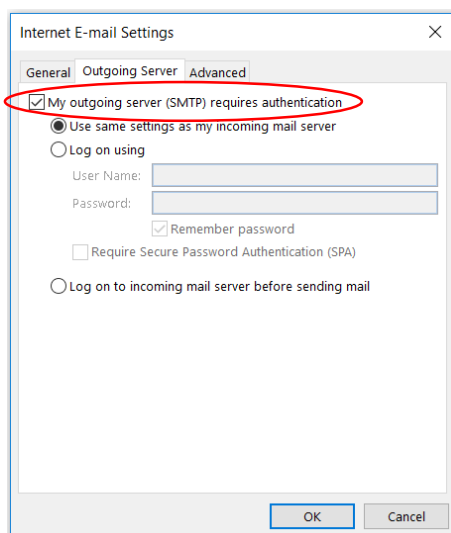 Internet E-mail Settings
General Outgoing Server Advanced
My outgoing server (SMTP) requires authentication
Use same settings as my incoming mail server
Log on using
User Name:
Password:
Remember password
Require Secure Password Authentication (SPA)
Log on to incoming mail server before sending mail
OK Cancel